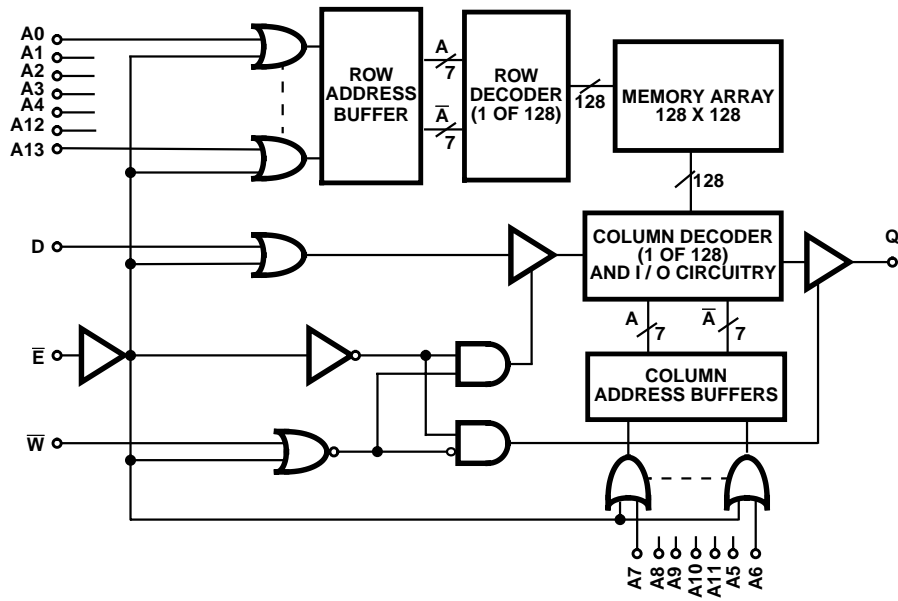 A0
A1
A2
A3
A4
A12
A13
D
E̅
W̅
ROW
ADDRESS
BUFFER
A
7
A̅
7
ROW
DECODER
(1 OF 128)
128
MEMORY ARRAY
128 X 128
128
COLUMN DECODER
(1 OF 128)
AND I / O CIRCUITRY
Q
A
7
A̅
7
COLUMN
ADDRESS BUFFERS
A7
A8
A9
A10
A11
A5
A6